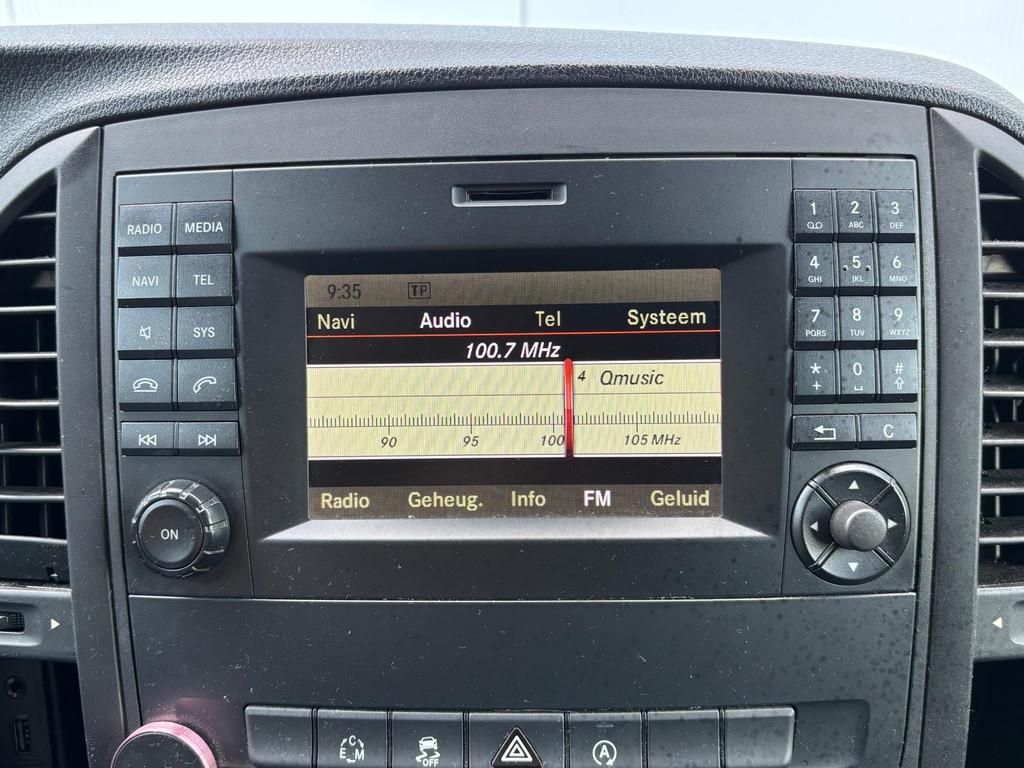 RADIO MEDIA
NAVI TEL
SYS
ON
9:35 TP
Navi Audio Tel Systeem
100.7 MHz
4 Qmusic
90 95 100 105 MHz
Radio Geheug. Info FM Geluid
1 2 ABC 3 DEF
4 GHI 5 JKL 6 MNO
7 PQRS 8 TUV 9 WXYZ
* + 0 #
C
C E M
OFF
A